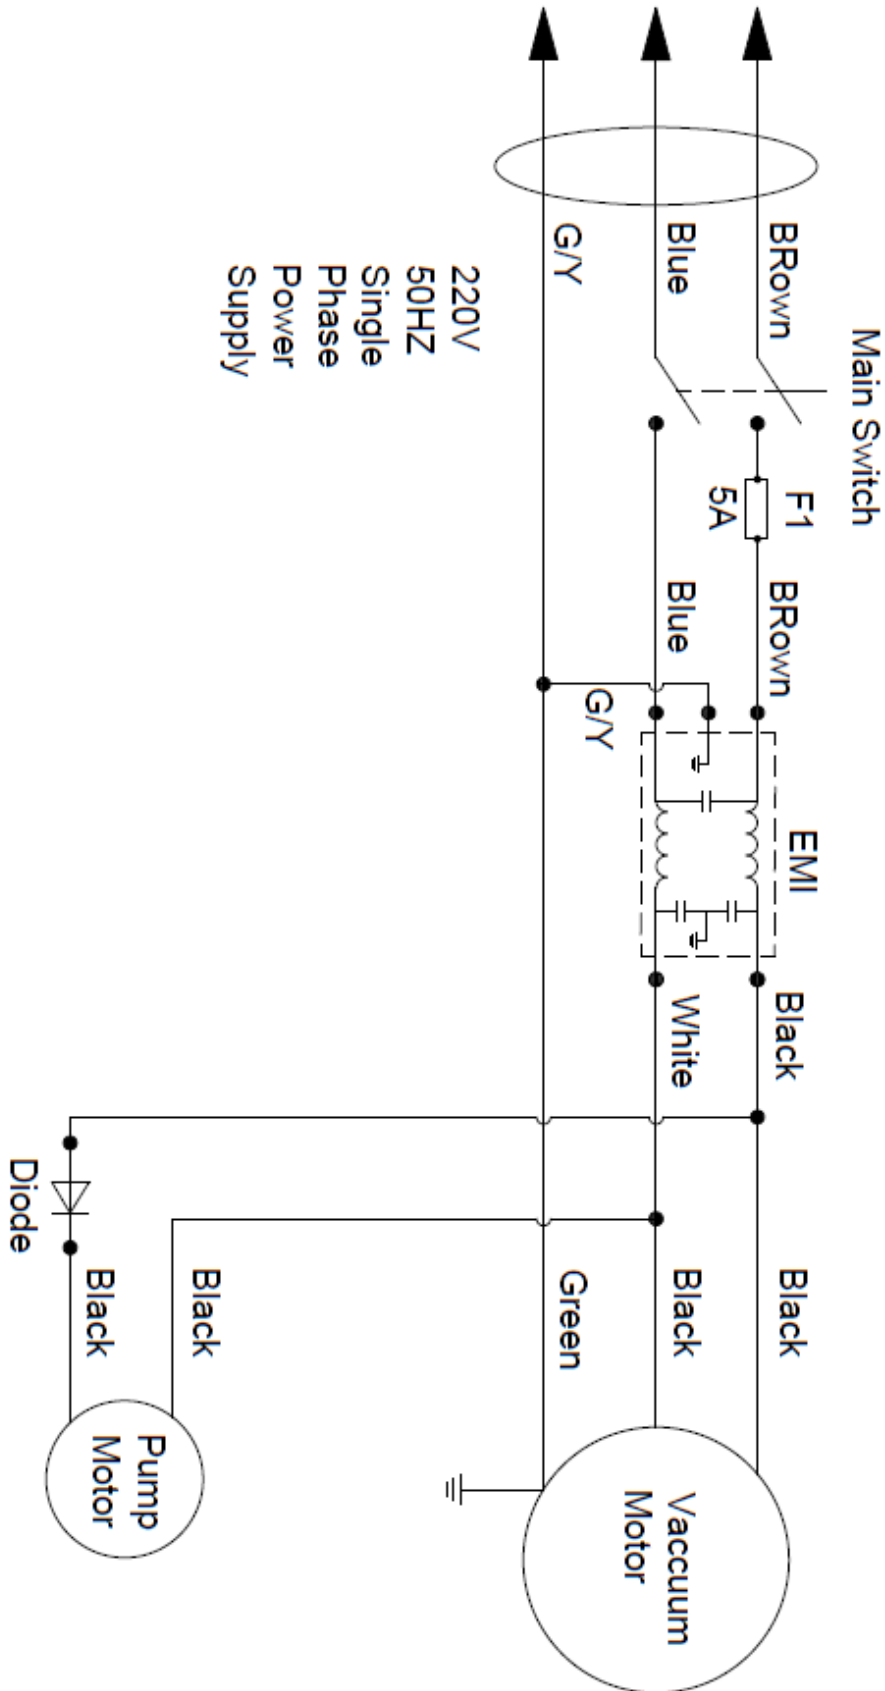 Main Switch
BRown
F1
5A
BRown
EMI
Black
Black
Blue
Blue
White
Black
G/Y
G/Y
Green
Vaccuum
Motor
220V
50HZ
Single
Phase
Power
Supply
Black
Pump
Motor
Black
Diode